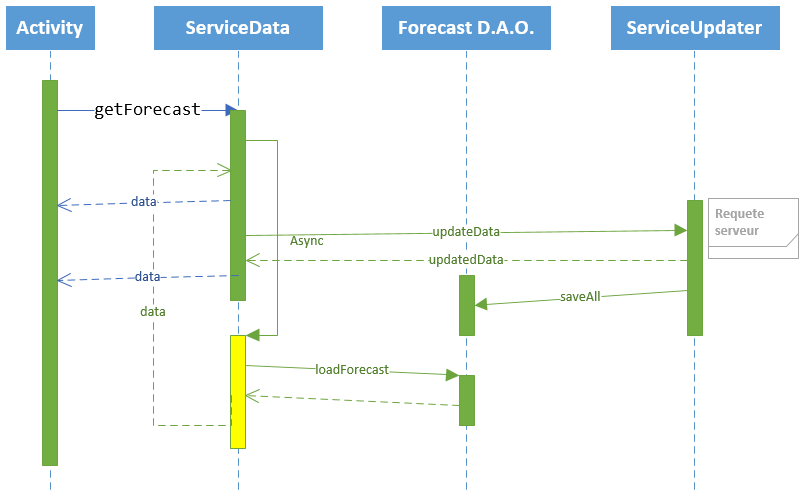 Activity
ServiceData
Forecast D.A.O.
ServiceUpdater
getForecast
data
Requete
serveur
updateData
Async
updatedData
data
saveAll
data
loadForecast